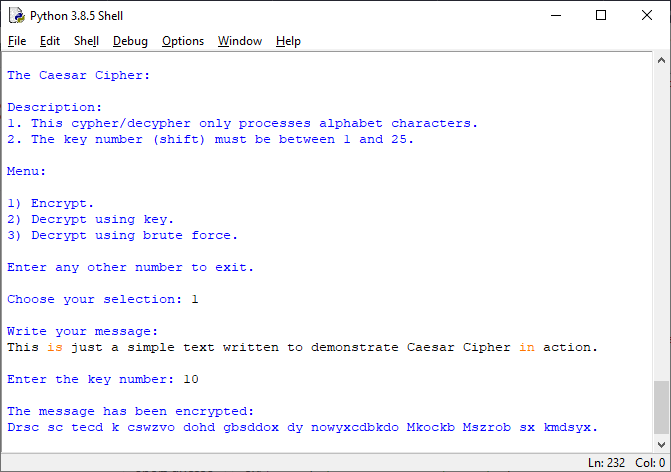 Python 3.8.5 Shell
File Edit Shell Debug Options Window Help
The Caesar Cipher:
Description:
1. This cypher/decypher only processes alphabet characters.
2. The key number (shift) must be between 1 and 25.
Menu:
1) Encrypt.
2) Decrypt using key.
3) Decrypt using brute force.
Enter any other number to exit.
Choose your selection: 1
Write your message:
This is just a simple text written to demonstrate Caesar Cipher in action.
Enter the key number: 10
The message has been encrypted:
Drsc sc tecd k cswzvo dohd gbsddox dy nowyxcdbkdo Mkockb Mszrob sx kmdsyx.
Ln: 232 Col: 0